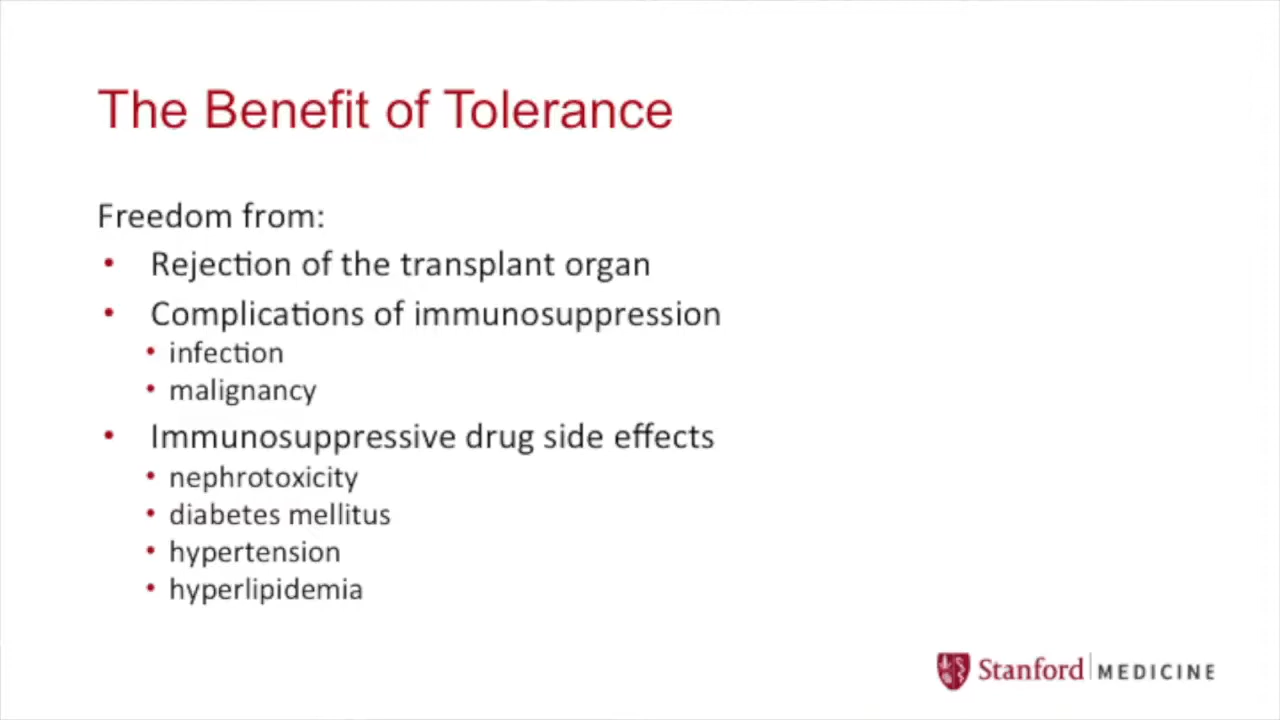 The Benefit of Tolerance
Freedom from:
• Rejection of the transplant organ
• Complications of immunosuppression
• infection
• malignancy
• Immunosuppressive drug side effects
• nephrotoxicity
• diabetes mellitus
• hypertension
• hyperlipidemia
Stanford MEDICINE